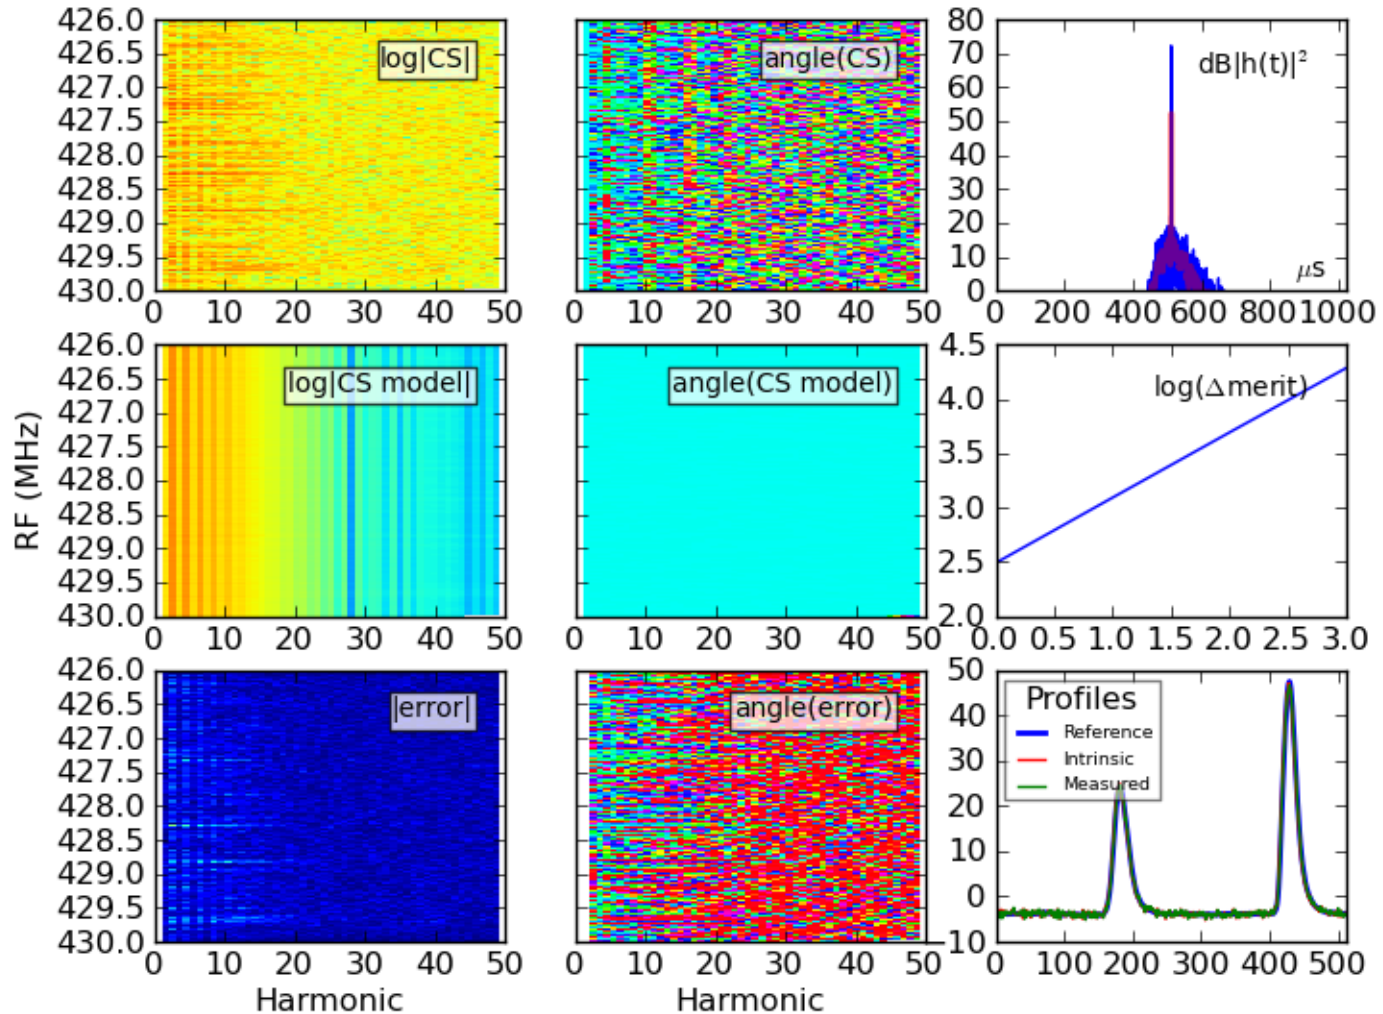 426.0
426.5
427.0
427.5
428.0
428.5
429.0
429.5
430.0
0 10 20 30 40 50
log|CS|
0 10 20 30 40 50
angle(CS)
80
70
60
50
40
30
20
10
0
0 200 400 600 800 1000
dB|h(t)|²
μs
RF (MHz)
426.0
426.5
427.0
427.5
428.0
428.5
429.0
429.5
430.0
0 10 20 30 40 50
log|CS model|
0 10 20 30 40 50
angle(CS model)
4.5
4.0
3.5
3.0
2.5
2.0
0.0 0.5 1.0 1.5 2.0 2.5 3.0
log(Δmerit)
426.0
426.5
427.0
427.5
428.0
428.5
429.0
429.5
430.0
0 10 20 30 40 50
|error|
Harmonic
0 10 20 30 40 50
angle(error)
Harmonic
50
40
30
20
10
0
−10
0 100 200 300 400 500
Profiles
Reference
Intrinsic
Measured